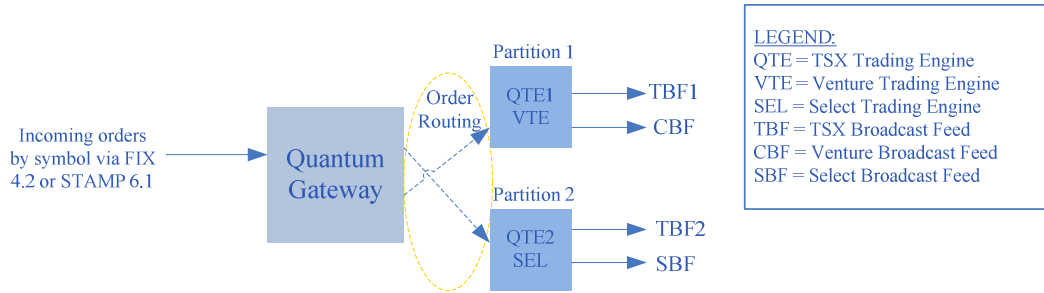 Incoming orders
by symbol via FIX
4.2 or STAMP 6.1
Quantum
Gateway
Order
Routing
Partition 1
QTE1
VTE
TBF1
CBF
Partition 2
QTE2
SEL
TBF2
SBF
LEGEND:
QTE = TSX Trading Engine
VTE = Venture Trading Engine
SEL = Select Trading Engine
TBF = TSX Broadcast Feed
CBF = Venture Broadcast Feed
SBF = Select Broadcast Feed